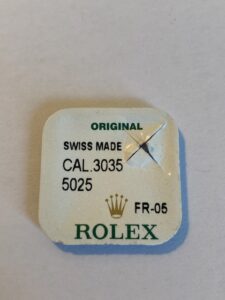 ORIGINAL
SWISS MADE
CAL.3035
5025
FR-05
ROLEX